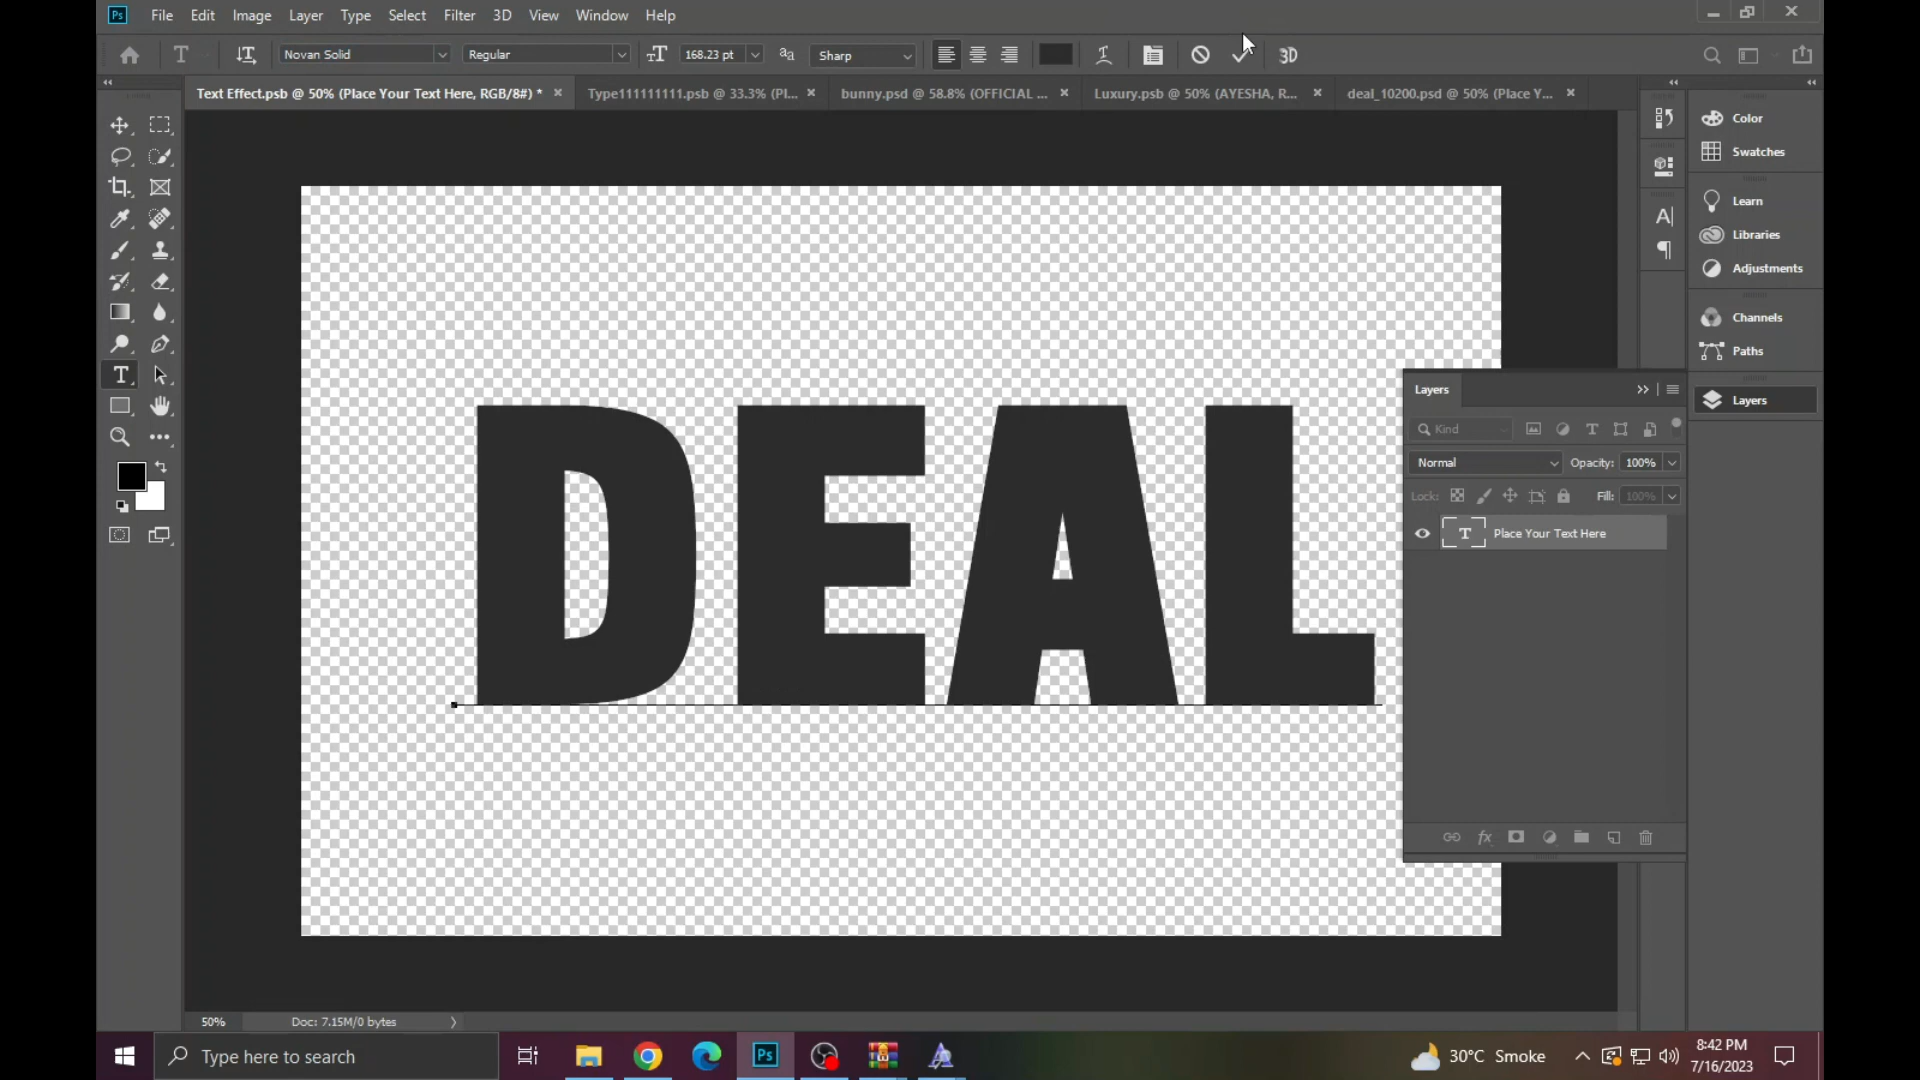 Ps File Edit Image Layer Type Select Filter 3D View Window Help
T Novan Solid Regular 168.23 pt Sharp 3D
Text Effect.psb @ 50% (Place Your Text Here, RGB/8#) * Type111111111.psb @ 33.3% (Pl... bunny.psd @ 58.8% (OFFICIAL ... Luxury.psb @ 50% (AYESHA, R... deal_10200.psd @ 50% (Place Y...
Color
Swatches
Learn
Libraries
Adjustments
Channels
Paths
Layers
DEAL
Layers
Kind
Normal Opacity: 100%
Lock: Fill: 100%
T Place Your Text Here
fx
50% Doc: 7.15M/0 bytes
Type here to search
Ps
30°C Smoke
8:42 PM
7/16/2023